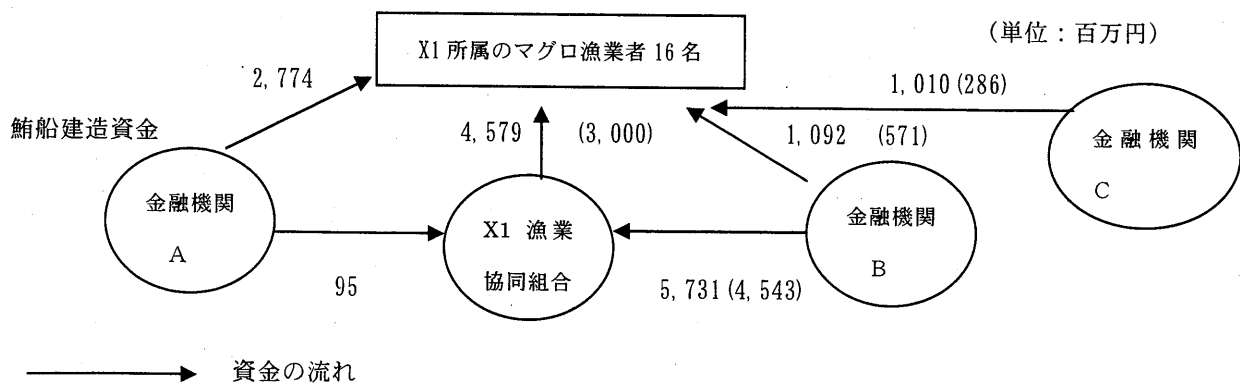 (単位:百万円)
X1所属のマグロ漁業者16名
2,774
1,010(286)
鮪船建造資金
4,579 (3,000)
1,092 (571)
金融機関
A
X1 漁業
協同組合
金融機関
B
金融機関
C
95
5,731(4,543)
資金の流れ